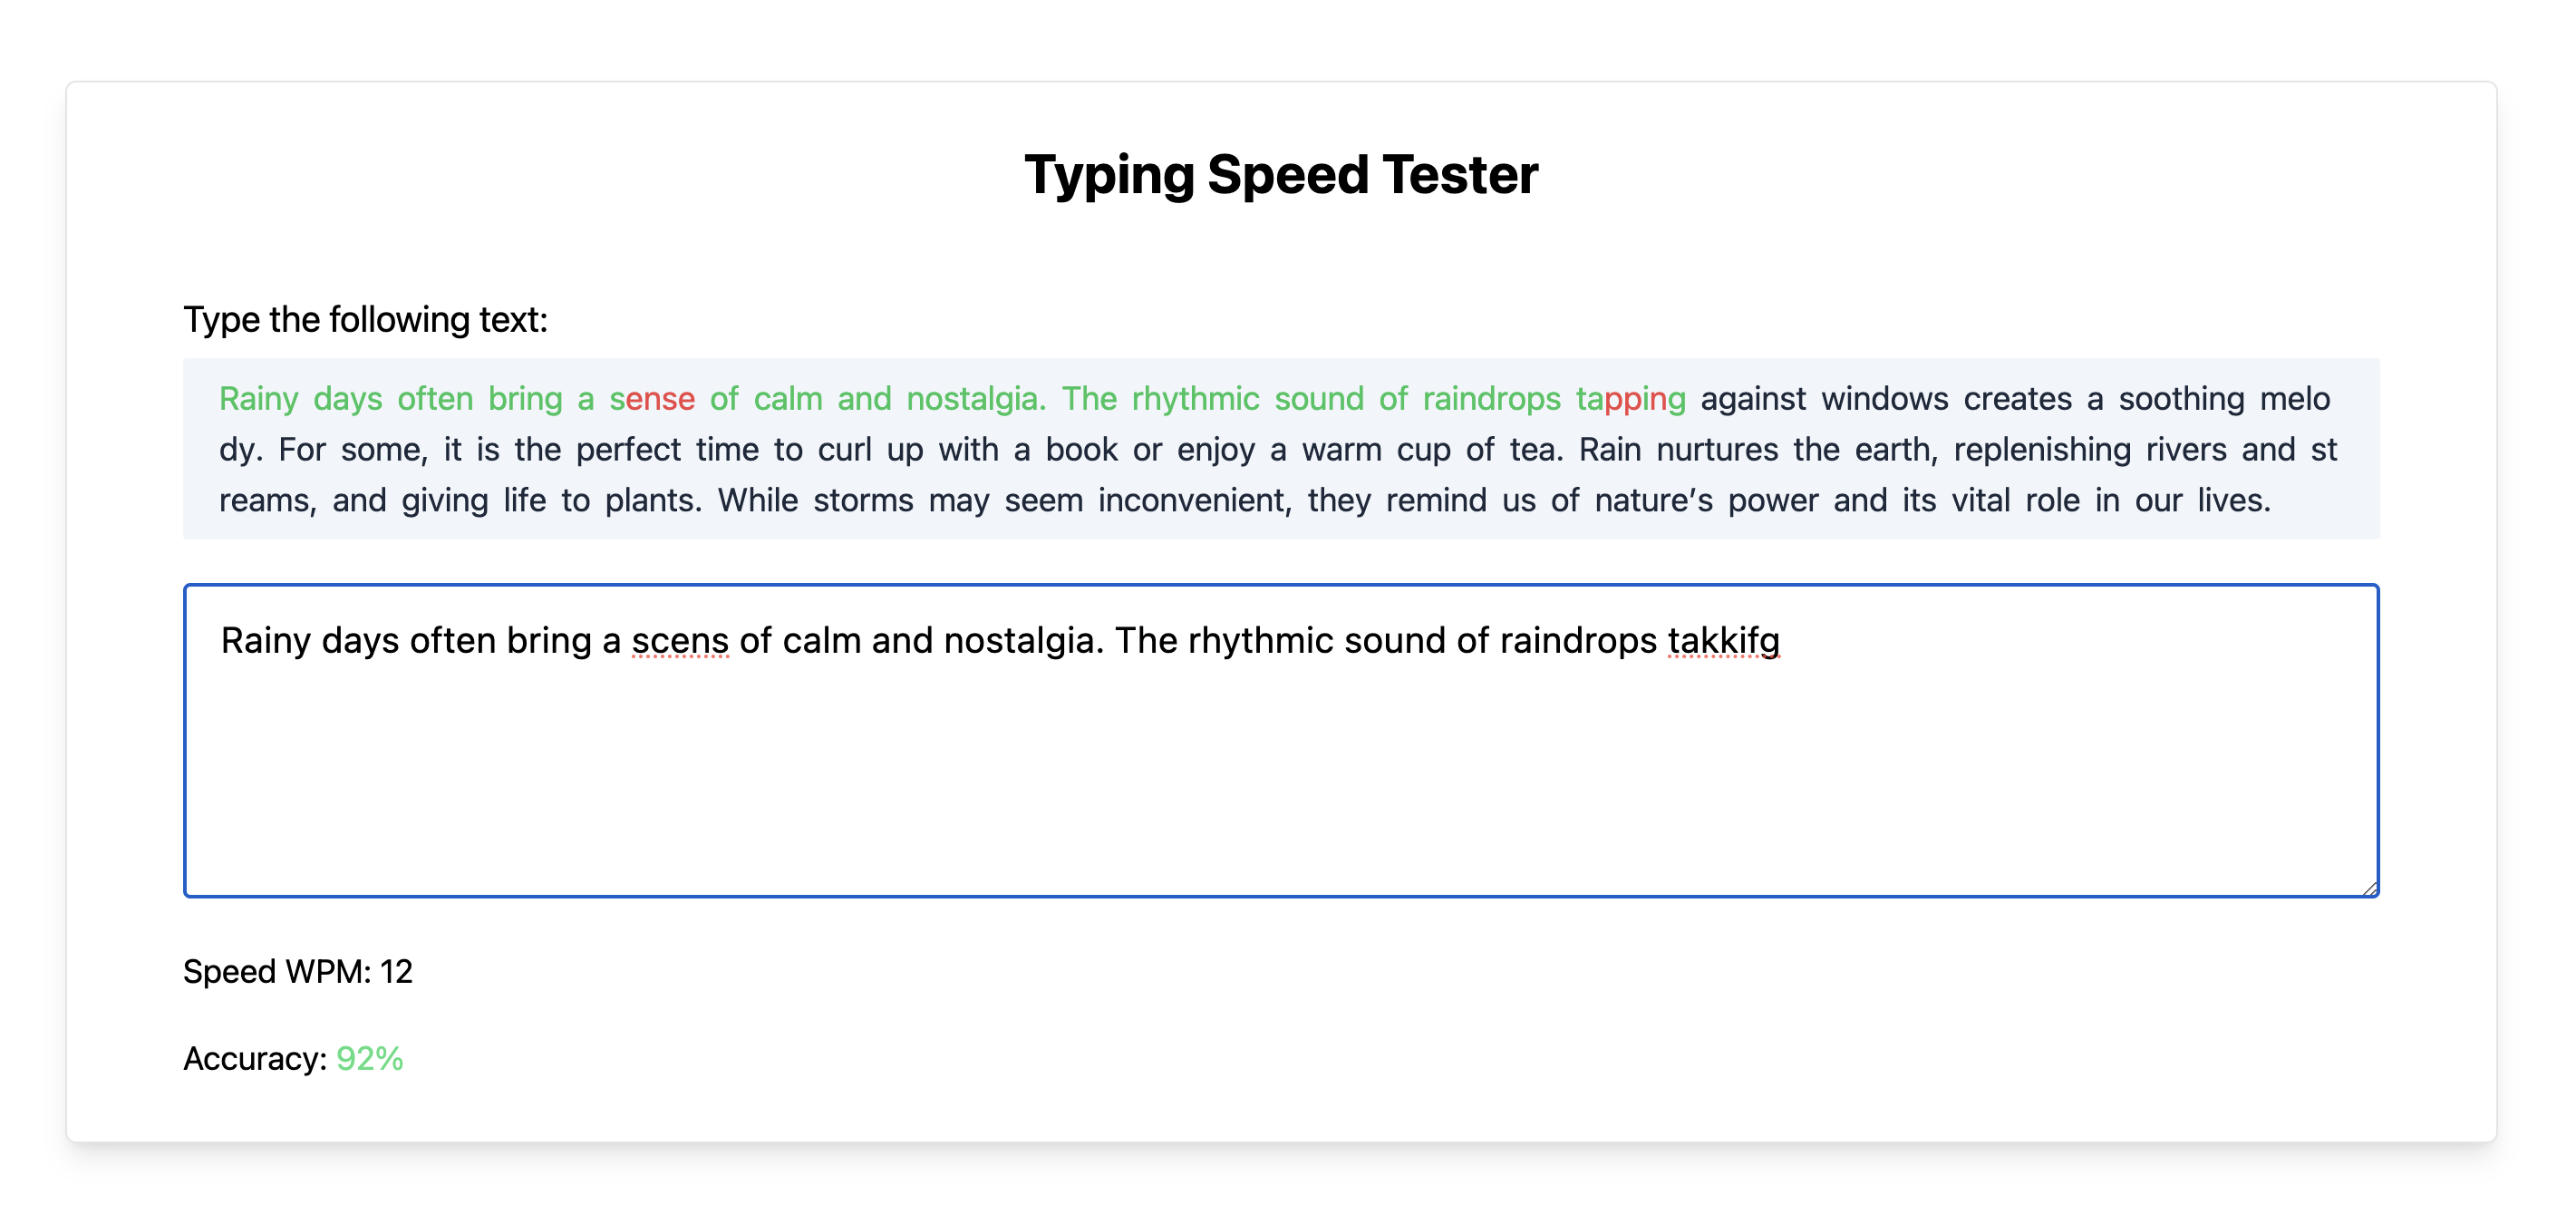 Typing Speed Tester
Type the following text:
Rainy days often bring a sense of calm and nostalgia. The rhythmic sound of raindrops tapping against windows creates a soothing melo
dy. For some, it is the perfect time to curl up with a book or enjoy a warm cup of tea. Rain nurtures the earth, replenishing rivers and st
reams, and giving life to plants. While storms may seem inconvenient, they remind us of nature’s power and its vital role in our lives.
Rainy days often bring a scens of calm and nostalgia. The rhythmic sound of raindrops takkifg
Speed WPM: 12
Accuracy: 92%